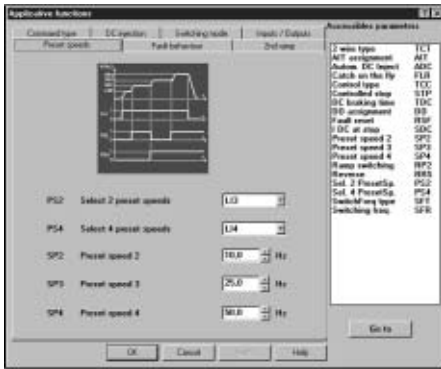 Applicative functions
Command type
DC injection
Switching mode
Inputs / Outputs
Preset speeds
Fault behaviour
2nd ramp
PS2 Select 2 preset speeds LI3
PS4 Select 4 preset speeds LI4
SP2 Preset speed 2 10,0 Hz
SP3 Preset speed 3 25,0 Hz
SP4 Preset speed 4 50,0 Hz
OK
Cancel
Help
Accessibles parameters
2 wire type TCT
AIT assignment AIT
Autom. DC Inject ADC
Catch on the fly FLR
Control type TCC
Controlled stop STP
DC braking time TDC
DO assignment DO
Fault reset RSF
I DC at stop SDC
Preset speed 2 SP2
Preset speed 3 SP3
Preset speed 4 SP4
Ramp switching RP2
Reverse RRS
Sel. 2 PresetSp. PS2
Sel. 4 PresetSp. PS4
SwitchFreq type SFT
Switching freq. SFR
Go to